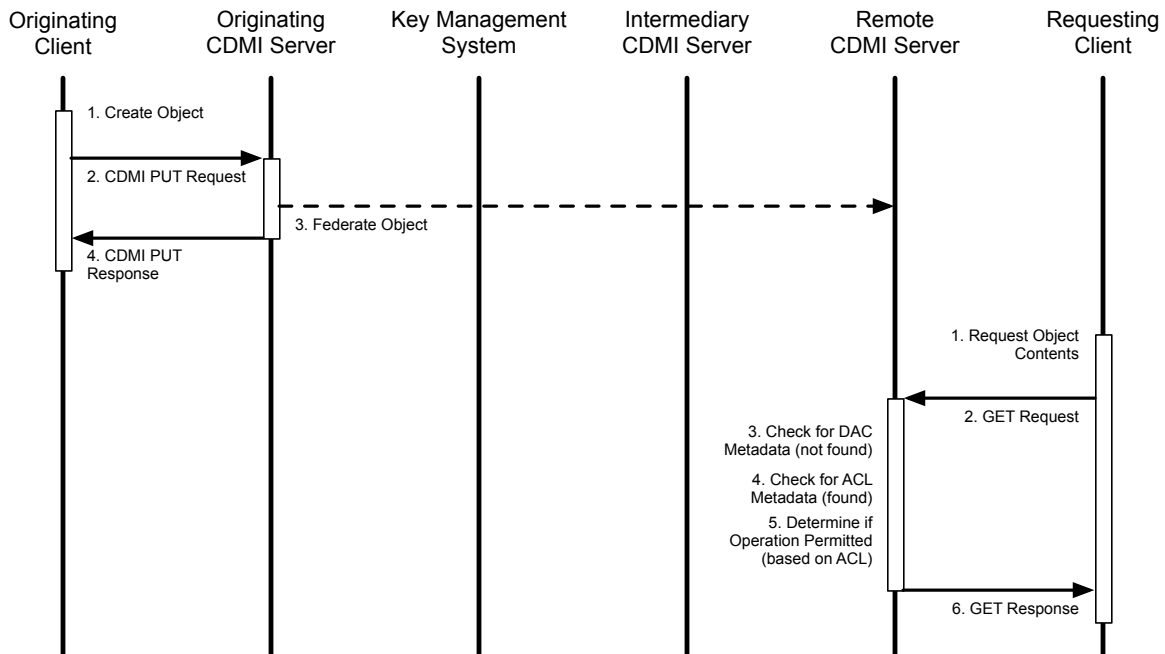 Originating
Client
Originating
CDMI Server
Key Management
System
Intermediary
CDMI Server
Remote
CDMI Server
Requesting
Client
1. Create Object
2. CDMI PUT Request
3. Federate Object
4. CDMI PUT
Response
1. Request Object
Contents
2. GET Request
3. Check for DAC
Metadata (not found)
4. Check for ACL
Metadata (found)
5. Determine if
Operation Permitted
(based on ACL)
6. GET Response